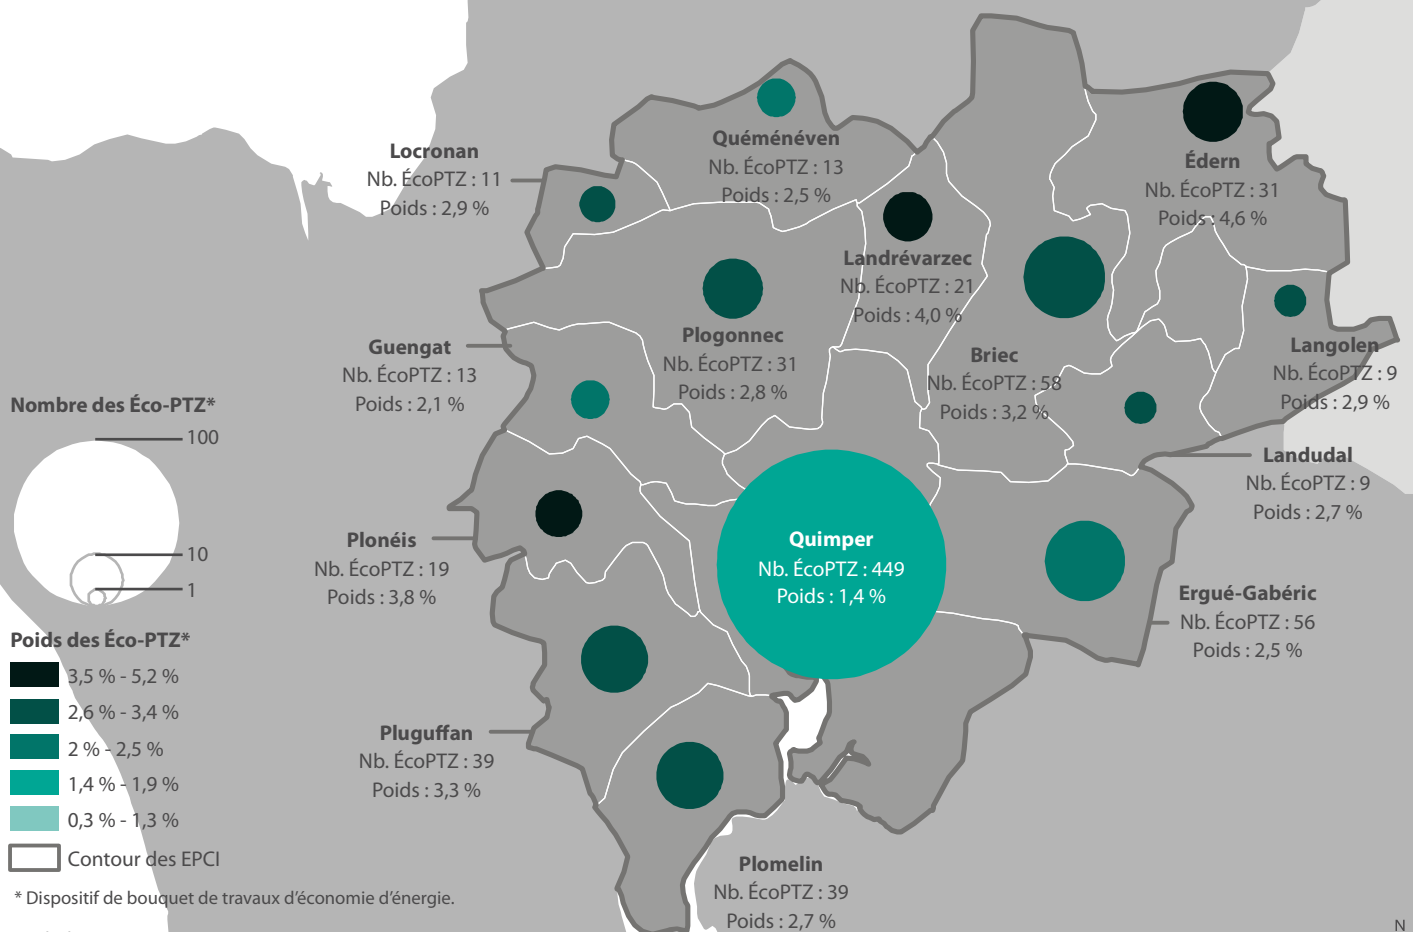 Quéménéven
Nb. ÉcoPTZ : 13
Poids : 2,5 %
Locronan
Nb. ÉcoPTZ : 11
Poids : 2,9 %
Édern
Nb. ÉcoPTZ : 31
Poids : 4,6 %
Landrévarzec
Nb. ÉcoPTZ : 21
Poids : 4,0 %
Plogonnec
Nb. ÉcoPTZ : 31
Poids : 2,8 %
Guengat
Nb. ÉcoPTZ : 13
Poids : 2,1 %
Briec
Nb. ÉcoPTZ : 58
Poids : 3,2 %
Langolen
Nb. ÉcoPTZ : 9
Poids : 2,9 %
Landudal
Nb. ÉcoPTZ : 9
Poids : 2,7 %
Plonéis
Nb. ÉcoPTZ : 19
Poids : 3,8 %
Quimper
Nb. ÉcoPTZ : 449
Poids : 1,4 %
Ergué-Gabéric
Nb. ÉcoPTZ : 56
Poids : 2,5 %
Pluguffan
Nb. ÉcoPTZ : 39
Poids : 3,3 %
Plomelin
Nb. ÉcoPTZ : 39
Poids : 2,7 %
Nombre des Éco-PTZ*
100
10
1
Poids des Éco-PTZ*
3,5 % - 5,2 %
2,6 % - 3,4 %
2 % - 2,5 %
1,4 % - 1,9 %
0,3 % - 1,3 %
Contour des EPCI
* Dispositif de bouquet de travaux d’économie d’énergie.
N